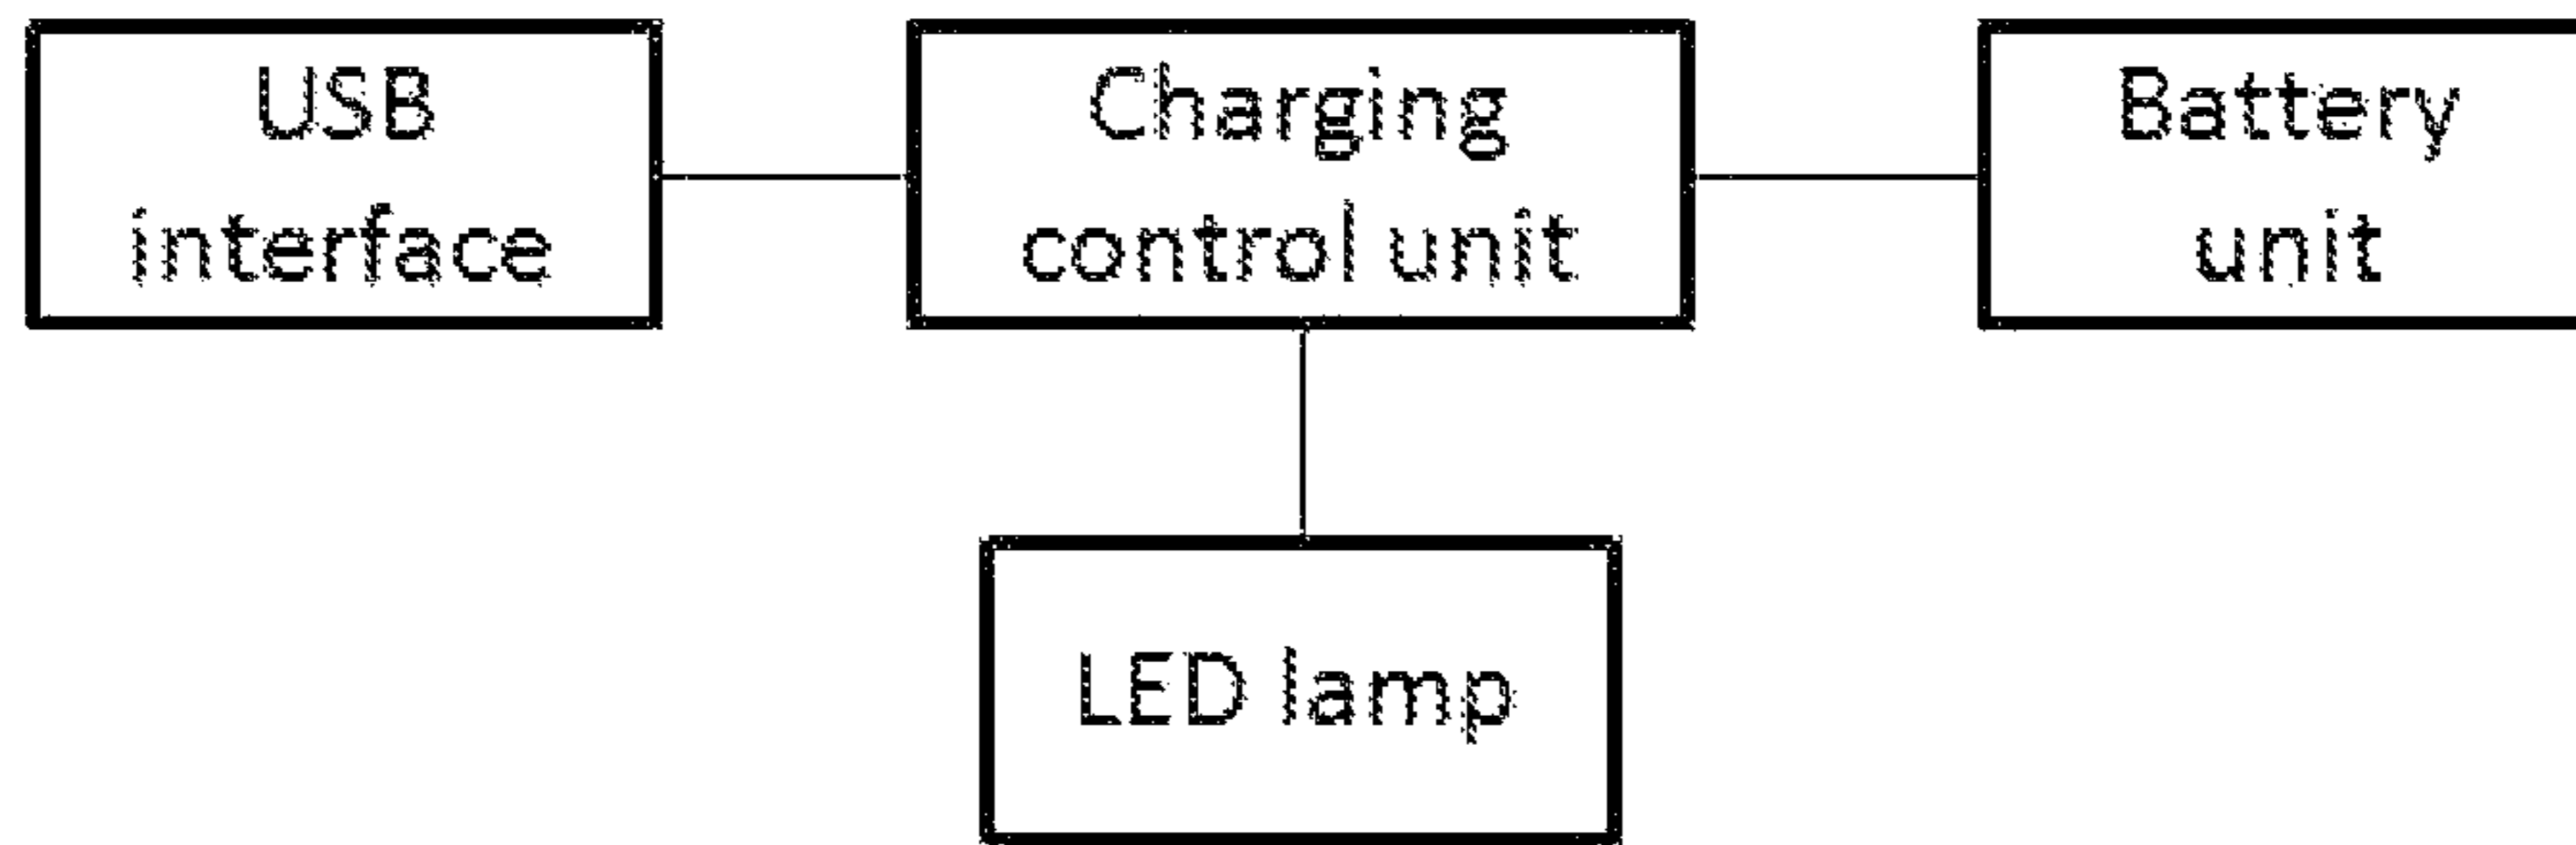 USB
interface
Charging
control unit
Battery
unit
LED lamp